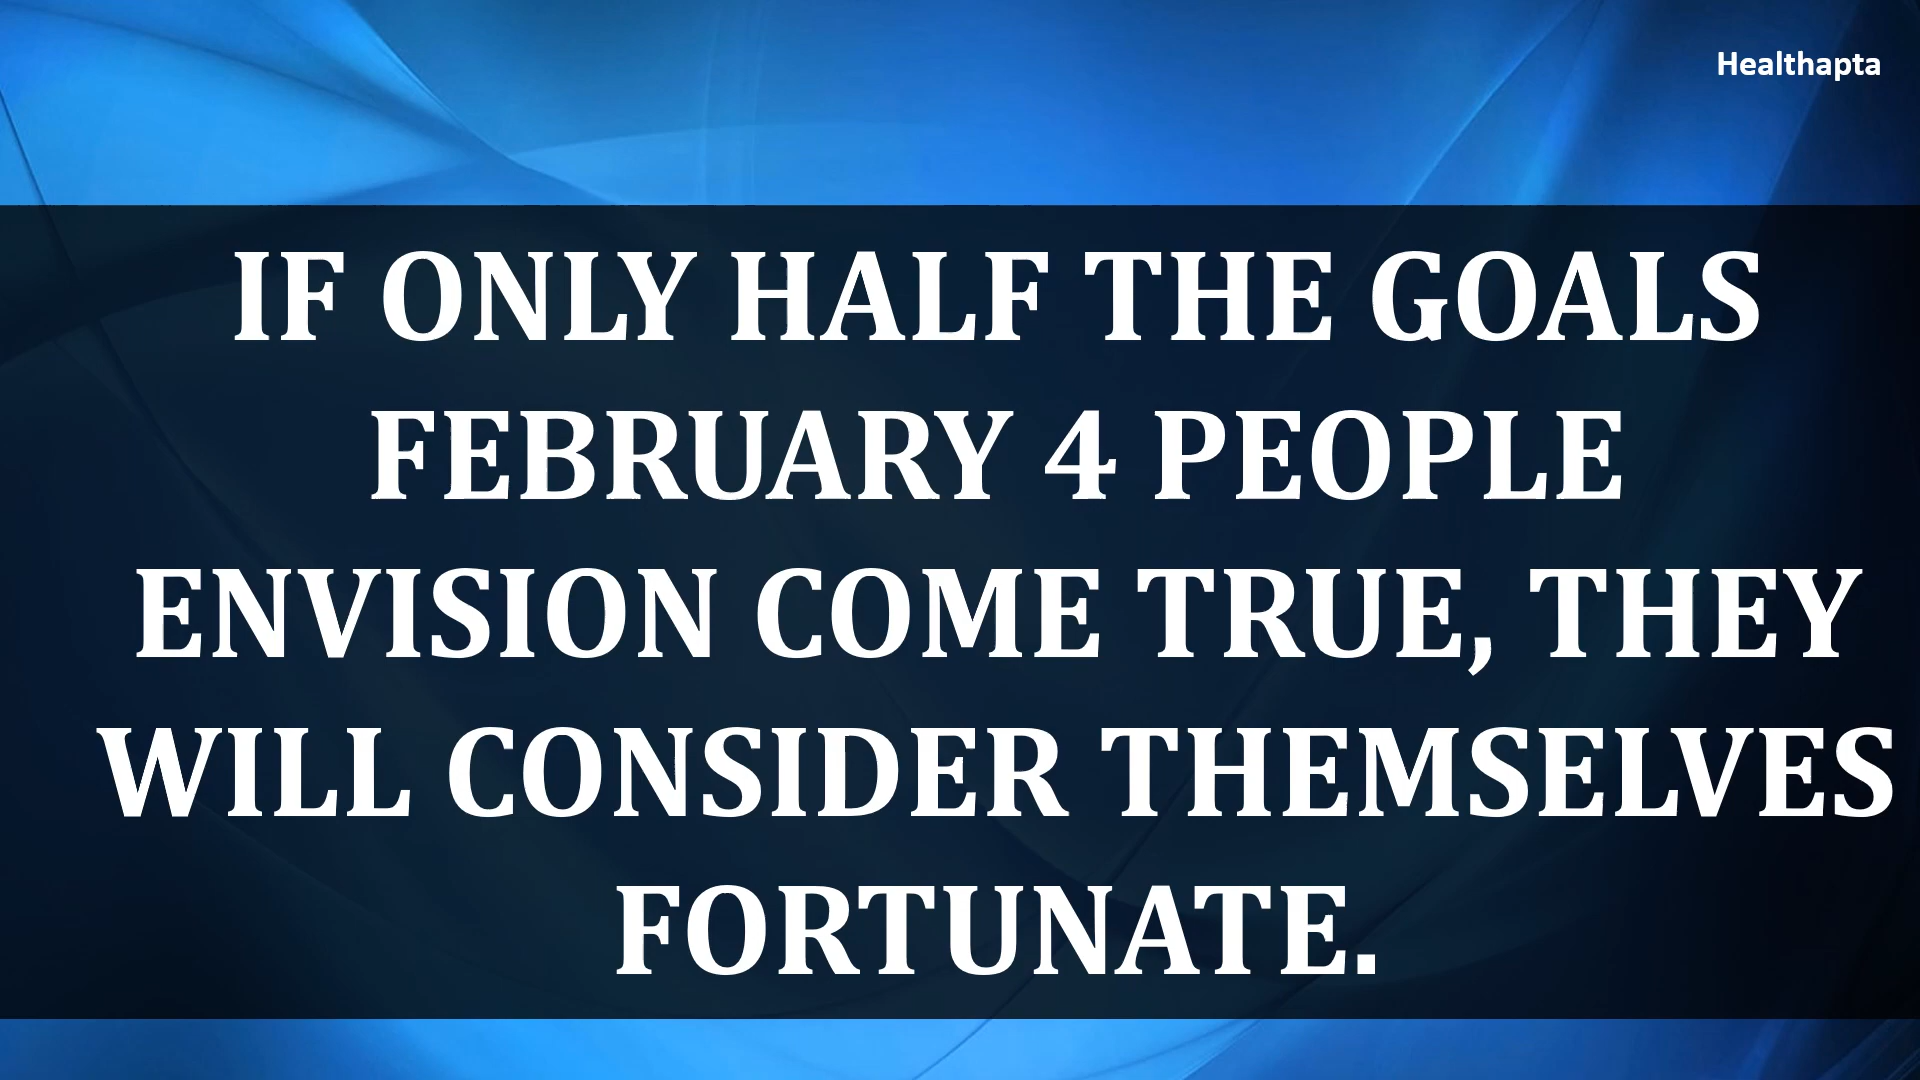 Healthapta
IF ONLY HALF THE GOALS
FEBRUARY 4 PEOPLE
ENVISION COME TRUE, THEY
WILL CONSIDER THEMSELVES
FORTUNATE.